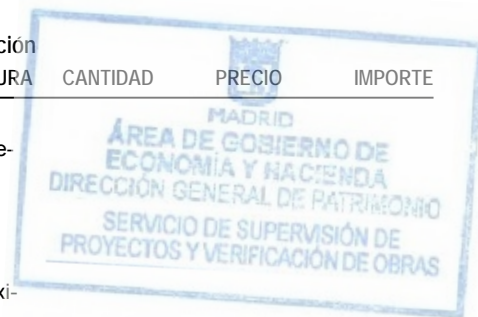 ción
URA CANTIDAD PRECIO IMPORTE
MADRID
ÁREA DE GOBIERNO DE
e-
ECONOMÍA Y HACIENDA
DIRECCIÓN GENERAL DE PATRIMONIO
SERVICIO DE SUPERVISIÓN DE
PROYECTOS Y VERIFICACIÓN DE OBRAS
xi-